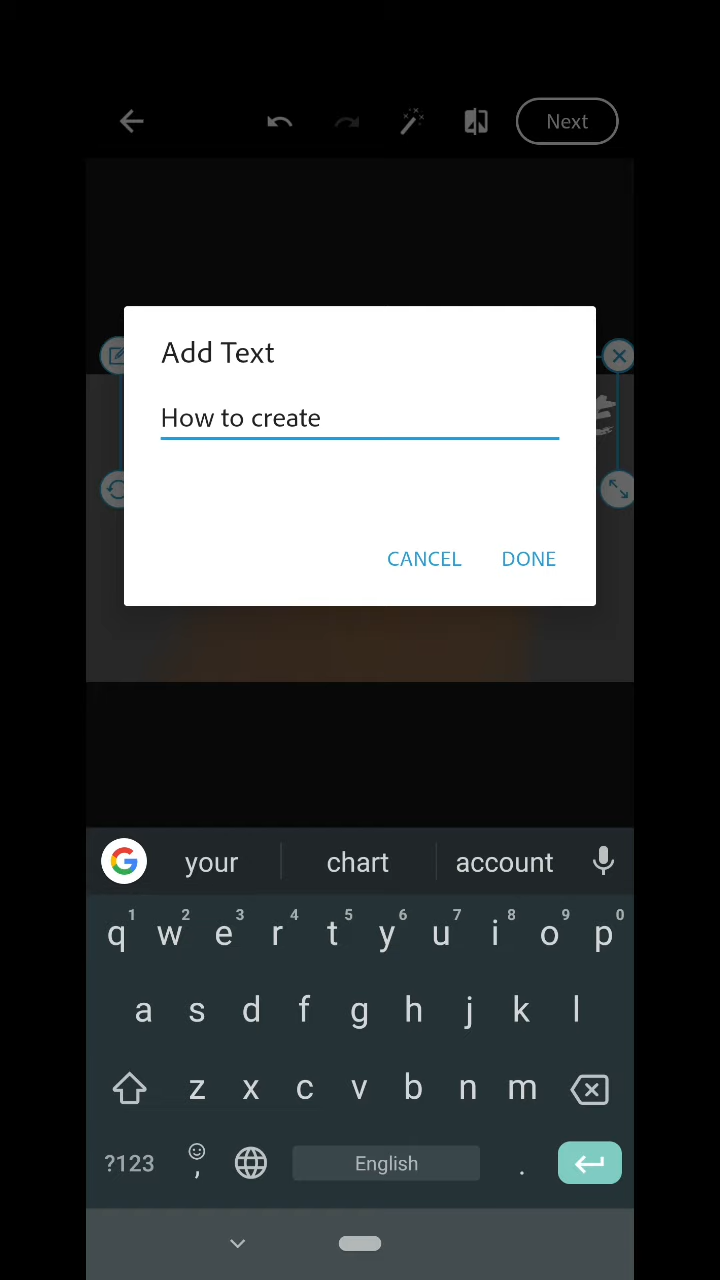 Next
Add Text
How to create
CANCEL DONE
your chart account
1 2 3 4 5 6 7 8 9 0
q w e r t y u i o p
a s d f g h j k l
z x c v b n m
?123 , English .